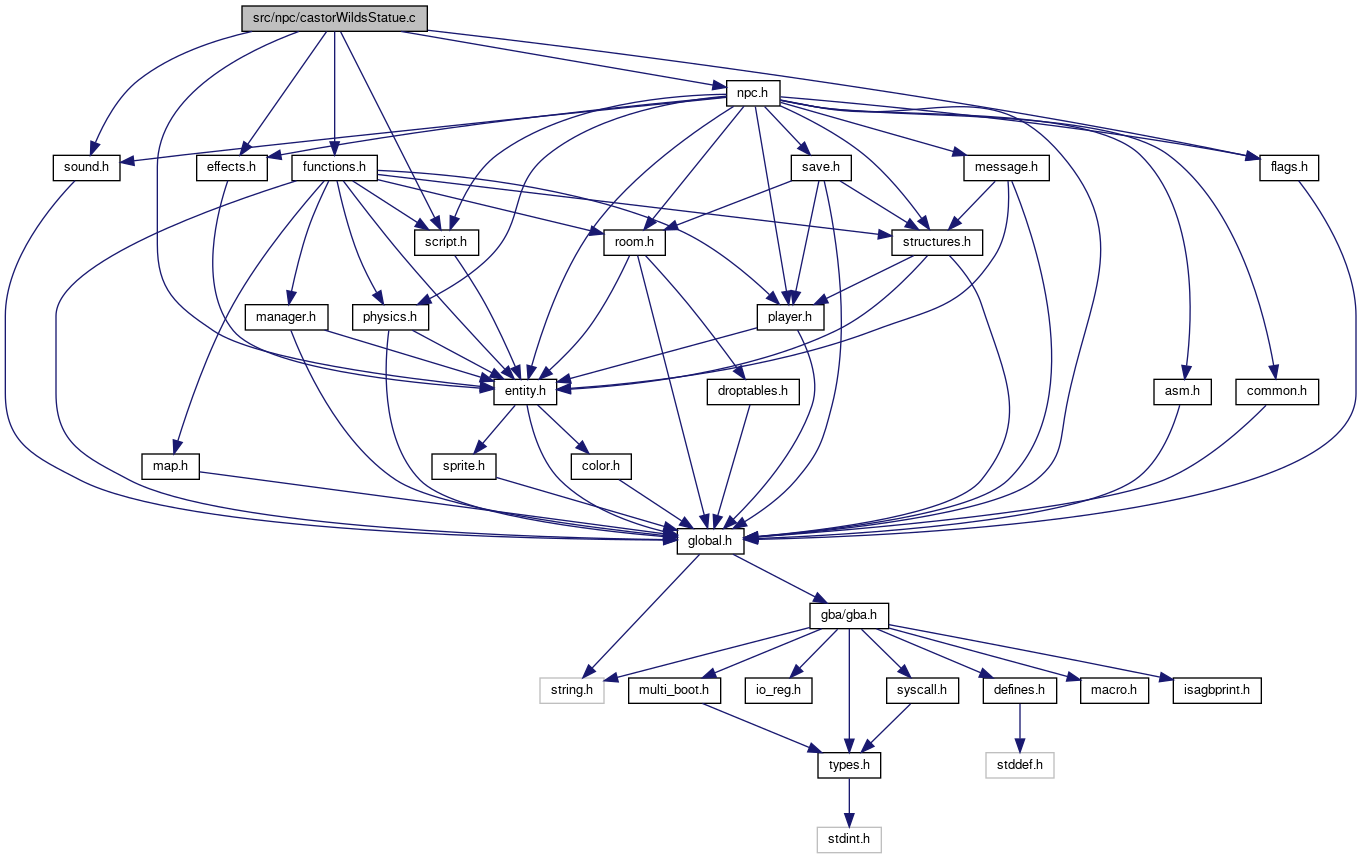 src/npc/castorWildsStatue.c
npc.h
sound.h
effects.h
functions.h
save.h
message.h
flags.h
script.h
room.h
structures.h
manager.h
physics.h
player.h
entity.h
droptables.h
asm.h
common.h
map.h
sprite.h
color.h
global.h
gba/gba.h
string.h
multi_boot.h
io_reg.h
syscall.h
defines.h
macro.h
isagbprint.h
types.h
stddef.h
stdint.h